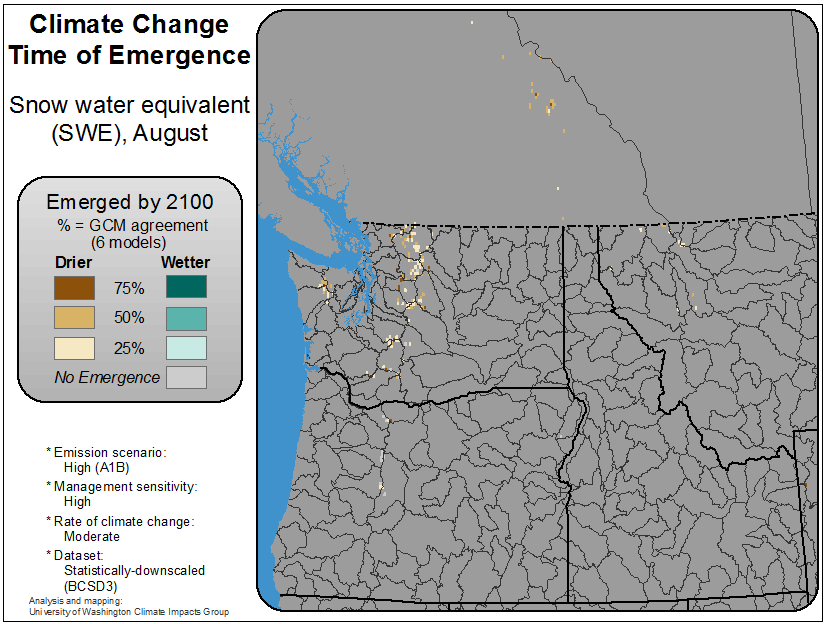 Climate Change
Time of Emergence
Snow water equivalent
(SWE), August
Emerged by 2100
% = GCM agreement
(6 models)
Drier Wetter
75%
50%
25%
No Emergence
* Emission scenario:
High (A1B)
* Management sensitivity:
High
* Rate of climate change:
Moderate
* Dataset:
Statistically-downscaled
(BCSD3)
Analysis and mapping:
University of Washington Climate Impacts Group